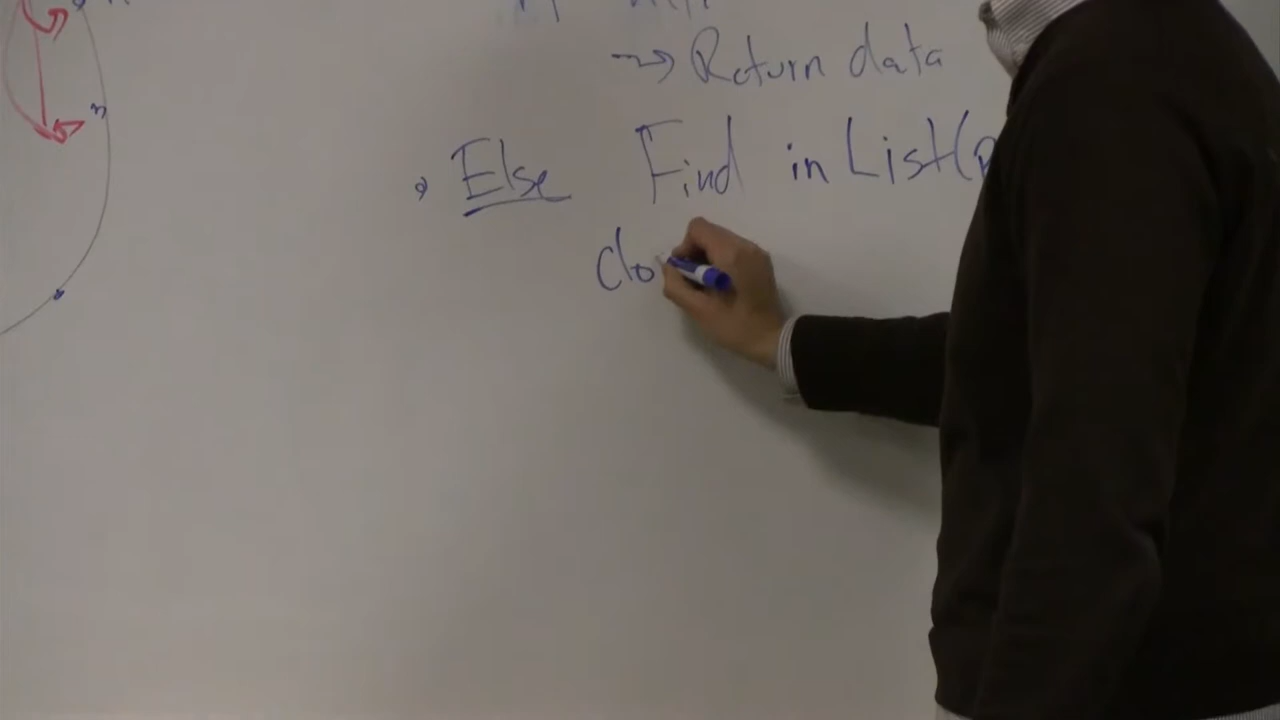 → Return data
Else Find in List(
Clo